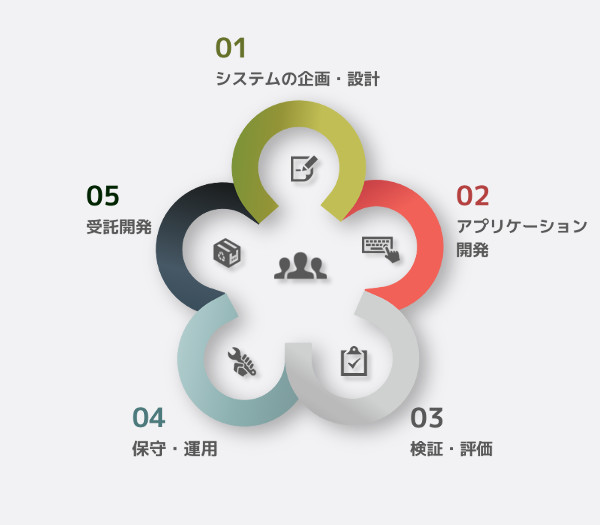 01
システムの企画・設計
02
アプリケーション
開発
03
検証・評価
04
保守・運用
05
受託開発